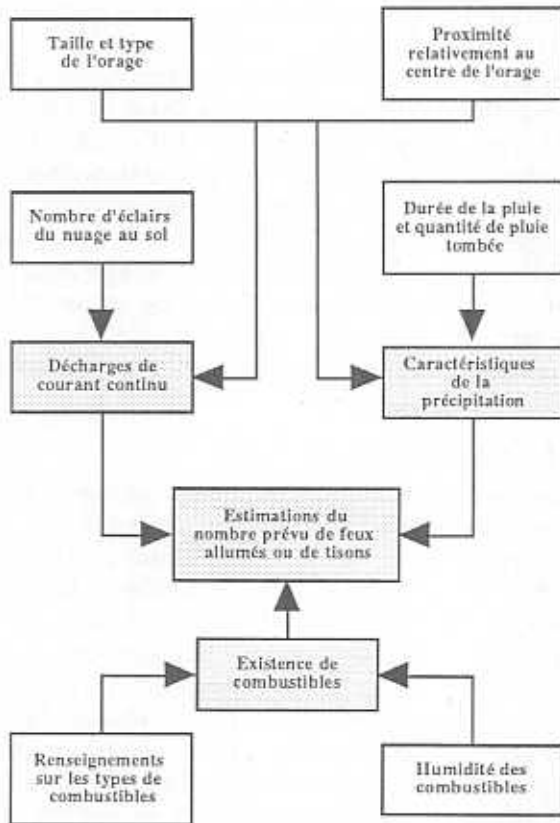 Taille et type
de l'orage
Proximité
relativement au
centre de l'orage
Nombre d'éclairs
du nuage au sol
Durée de la pluie
et quantité de pluie
tombée
Décharges de
courant continu
Caractéristiques
de la
précipitation
Estimations du
nombre prévu de feux
allumés ou de tisons
Existence de
combustibles
Renseignements
sur les types de
combustibles
Humidité des
combustibles